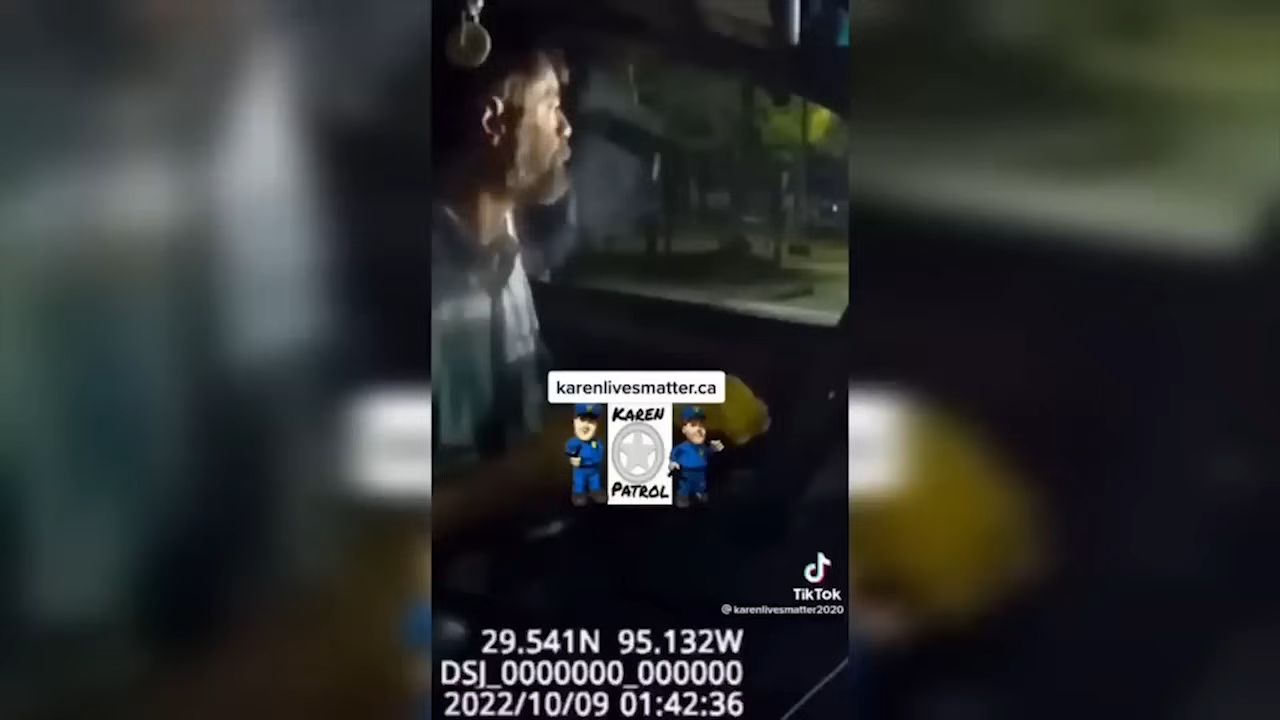 karenlivesmatter.ca
KAREN
PATROL
TikTok
@karenlivesmatter2020
29.541N 95.132W
DSJ_0000000_000000
2022/10/09 01:42:36